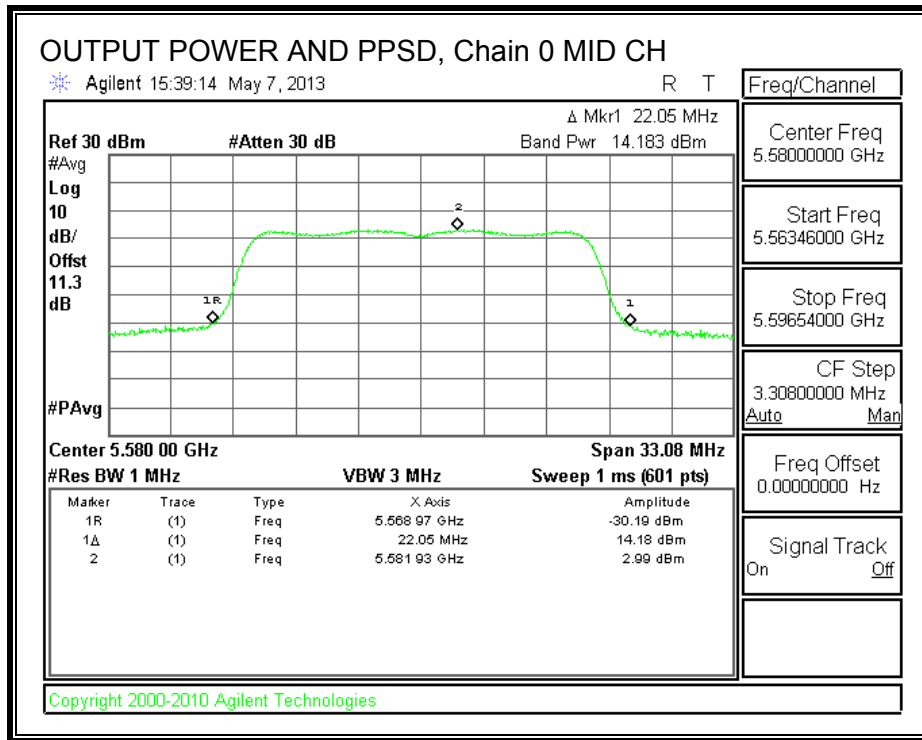 OUTPUT POWER AND PPSD, Chain 0 MID CH
Agilent 15:39:14 May 7, 2013 R T
Freq/Channel
Δ Mkr1 22.05 MHz
Ref 30 dBm #Atten 30 dB Band Pwr 14.183 dBm
#Avg
Log
10
dB/
Offst
11.3
dB
#PAvg
2
1R
1
Center 5.580 00 GHz Span 33.08 MHz
#Res BW 1 MHz VBW 3 MHz Sweep 1 ms (601 pts)
Marker Trace Type X Axis Amplitude
1R (1) Freq 5.568 97 GHz -30.19 dBm
1Δ (1) Freq 22.05 MHz 14.18 dBm
2 (1) Freq 5.581 93 GHz 2.99 dBm
Center Freq
5.58000000 GHz
Start Freq
5.56346000 GHz
Stop Freq
5.59654000 GHz
CF Step
3.30800000 MHz
Auto Man
Freq Offset
0.00000000 Hz
Signal Track
On Off
Copyright 2000-2010 Agilent Technologies